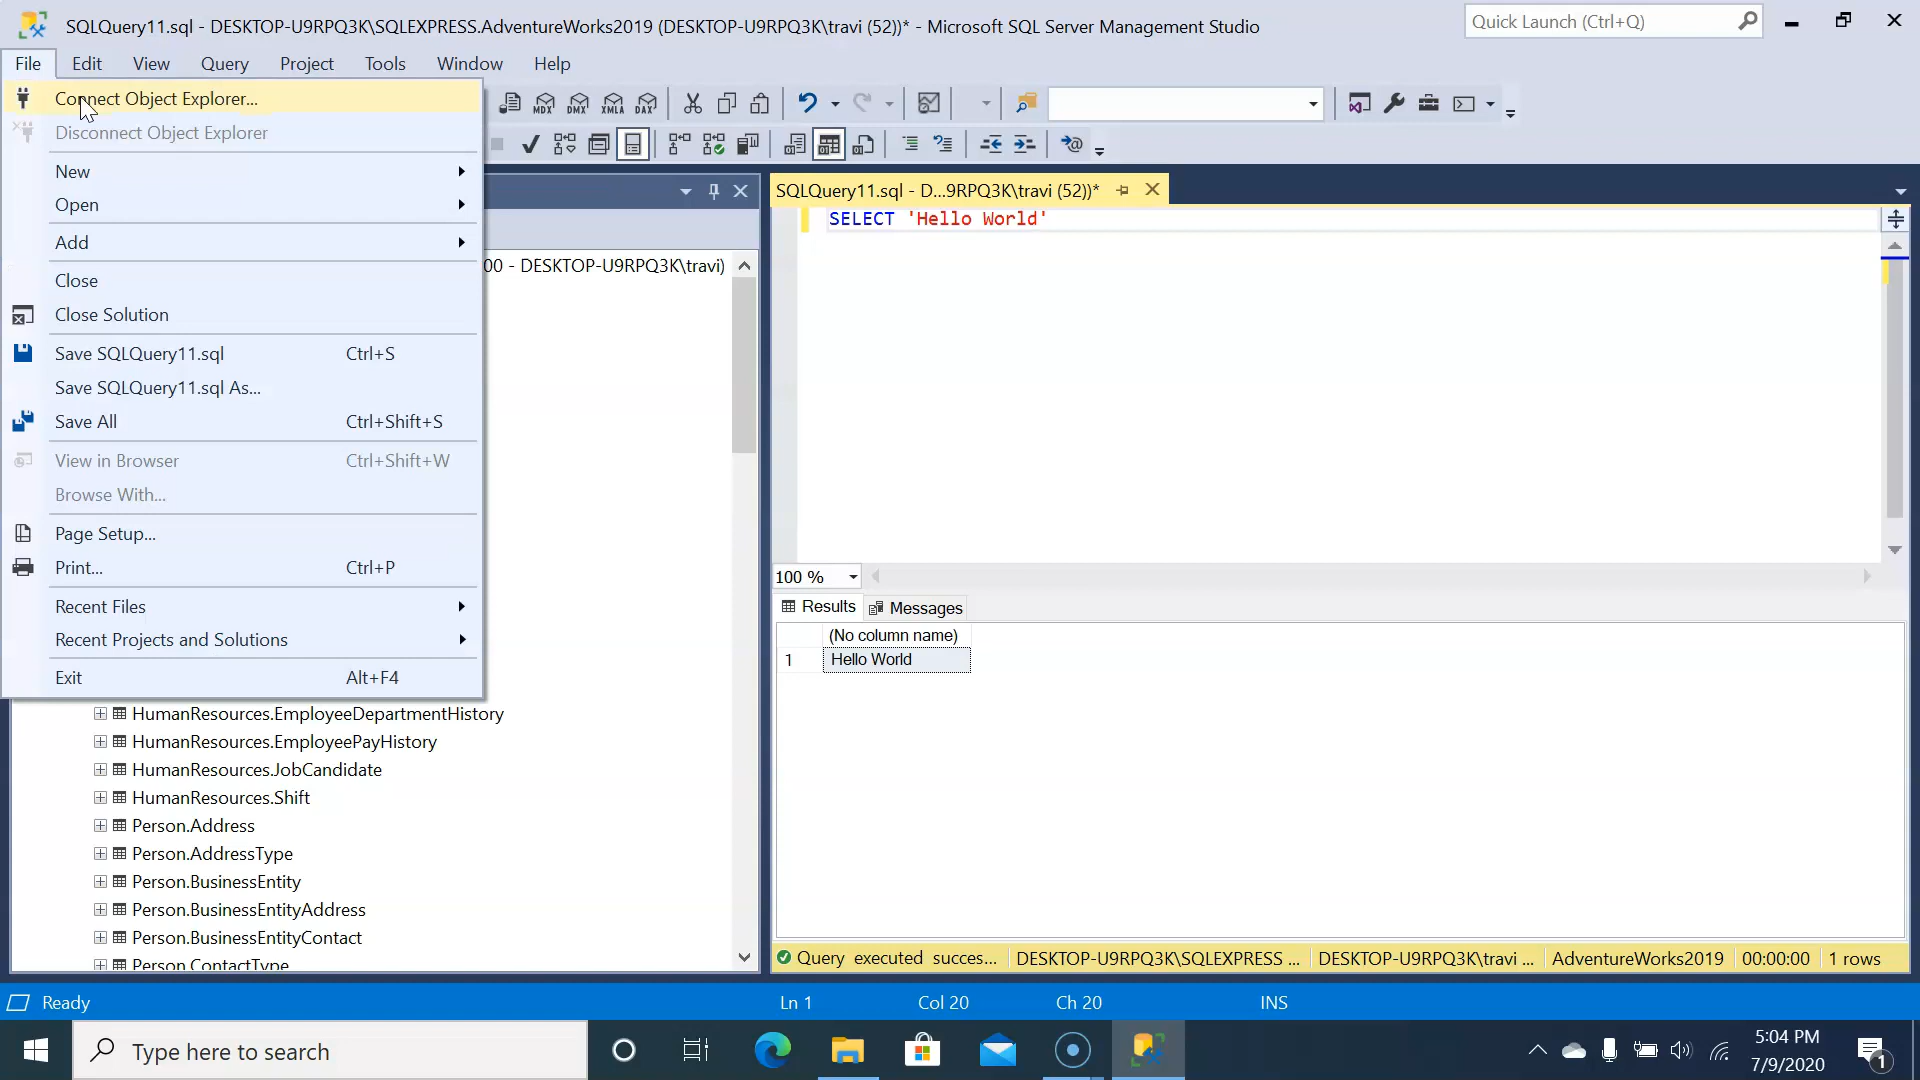 SQLQuery11.sql - DESKTOP-U9RPQ3K\SQLEXPRESS.AdventureWorks2019 (DESKTOP-U9RPQ3K\travi (52))* - Microsoft SQL Server Management Studio
Quick Launch (Ctrl+Q)
File Edit View Query Project Tools Window Help
Connect Object Explorer...
Disconnect Object Explorer
New
Open
Add
Close
Close Solution
Save SQLQuery11.sql Ctrl+S
Save SQLQuery11.sql As...
Save All Ctrl+Shift+S
View in Browser Ctrl+Shift+W
Browse With...
Page Setup...
Print... Ctrl+P
Recent Files
Recent Projects and Solutions
Exit Alt+F4
MDX DMX XMLA DAX
00 - DESKTOP-U9RPQ3K\travi)
HumanResources.EmployeeDepartmentHistory
HumanResources.EmployeePayHistory
HumanResources.JobCandidate
HumanResources.Shift
Person.Address
Person.AddressType
Person.BusinessEntity
Person.BusinessEntityAddress
Person.BusinessEntityContact
Person.ContactType
SQLQuery11.sql - D...9RPQ3K\travi (52))*
SELECT 'Hello World'
100 %
Results Messages
(No column name)
1 Hello World
Query executed succes... DESKTOP-U9RPQ3K\SQLEXPRESS ... DESKTOP-U9RPQ3K\travi ... AdventureWorks2019 00:00:00 1 rows
Ready Ln 1 Col 20 Ch 20 INS
Type here to search
5:04 PM
7/9/2020
1